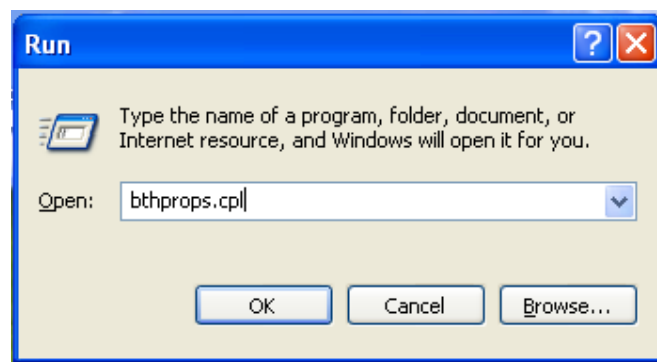 Run
Type the name of a program, folder, document, or
Internet resource, and Windows will open it for you.
Open: bthprops.cpl
OK Cancel Browse...